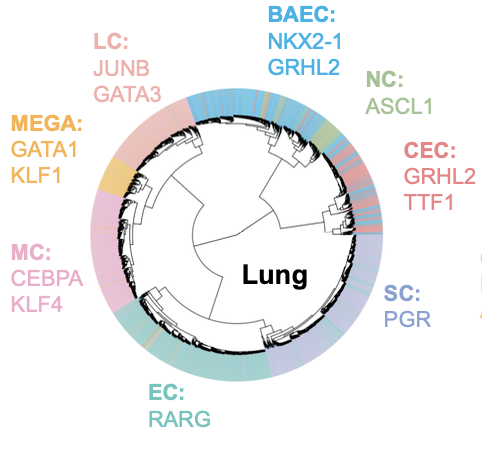 BAEC:
NKX2-1
GRHL2
LC:
JUNB
GATA3
NC:
ASCL1
MEGA:
GATA1
KLF1
CEC:
GRHL2
TTF1
MC:
CEBPA
KLF4
Lung
SC:
PGR
EC:
RARG